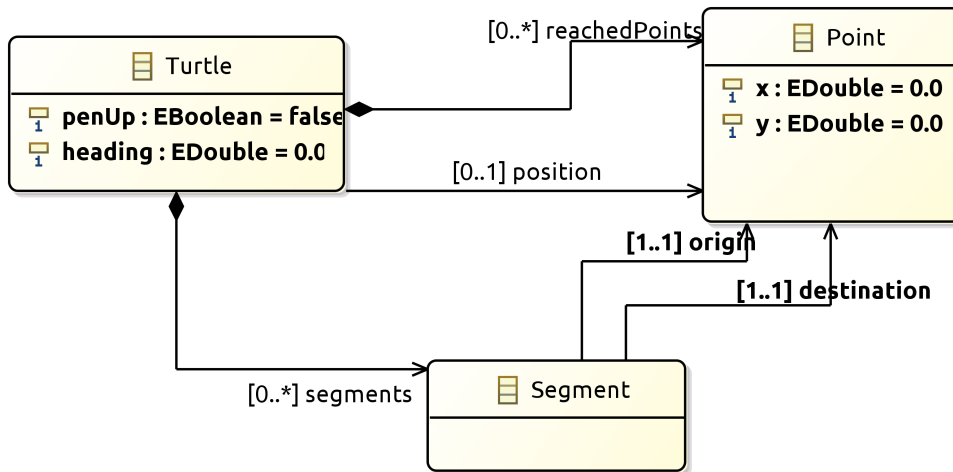 [0..*] reachedPoints
Point
Turtle
x : EDouble = 0.0
penUp : EBoolean = false
y : EDouble = 0.0
heading : EDouble = 0.0
[0..1] position
[1..1] origin
[1..1] destination
[0..*] segments
Segment